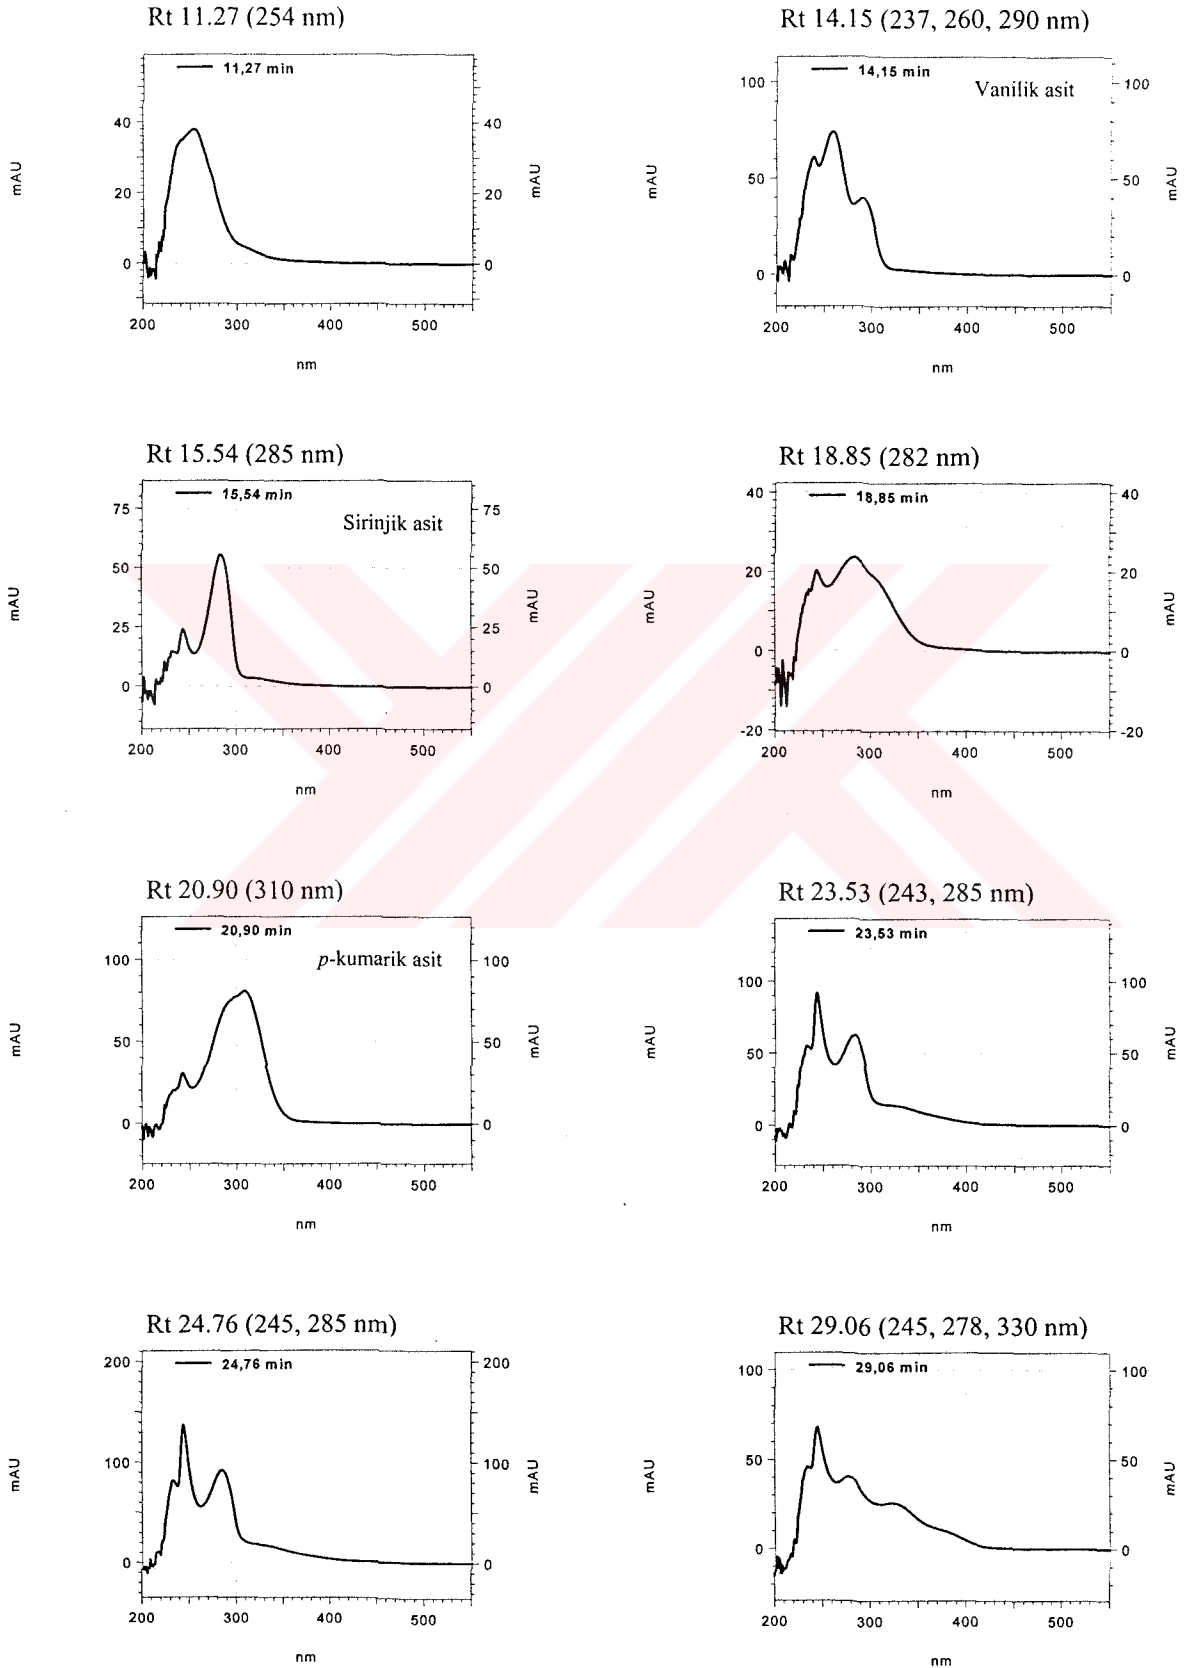 Rt 11.27 (254 nm)
11,27 min
mAU
40
20
0
40
20
0
mAU
200 300 400 500
nm
Rt 14.15 (237, 260, 290 nm)
14,15 min
Vanilik asit
mAU
100
50
0
100
50
0
mAU
200 300 400 500
nm
Rt 15.54 (285 nm)
15,54 min
Sirinjik asit
mAU
75
50
25
0
75
50
25
0
mAU
200 300 400 500
nm
Rt 18.85 (282 nm)
18,85 min
mAU
40
20
0
-20
40
20
0
-20
mAU
200 300 400 500
nm
Rt 20.90 (310 nm)
20,90 min
p-kumarik asit
mAU
100
50
0
100
50
0
mAU
200 300 400 500
nm
Rt 23.53 (243, 285 nm)
23,53 min
mAU
100
50
0
100
50
0
mAU
200 300 400 500
nm
Rt 24.76 (245, 285 nm)
24,76 min
mAU
200
100
0
200
100
0
mAU
200 300 400 500
nm
Rt 29.06 (245, 278, 330 nm)
29,06 min
mAU
100
50
0
100
50
0
mAU
200 300 400 500
nm